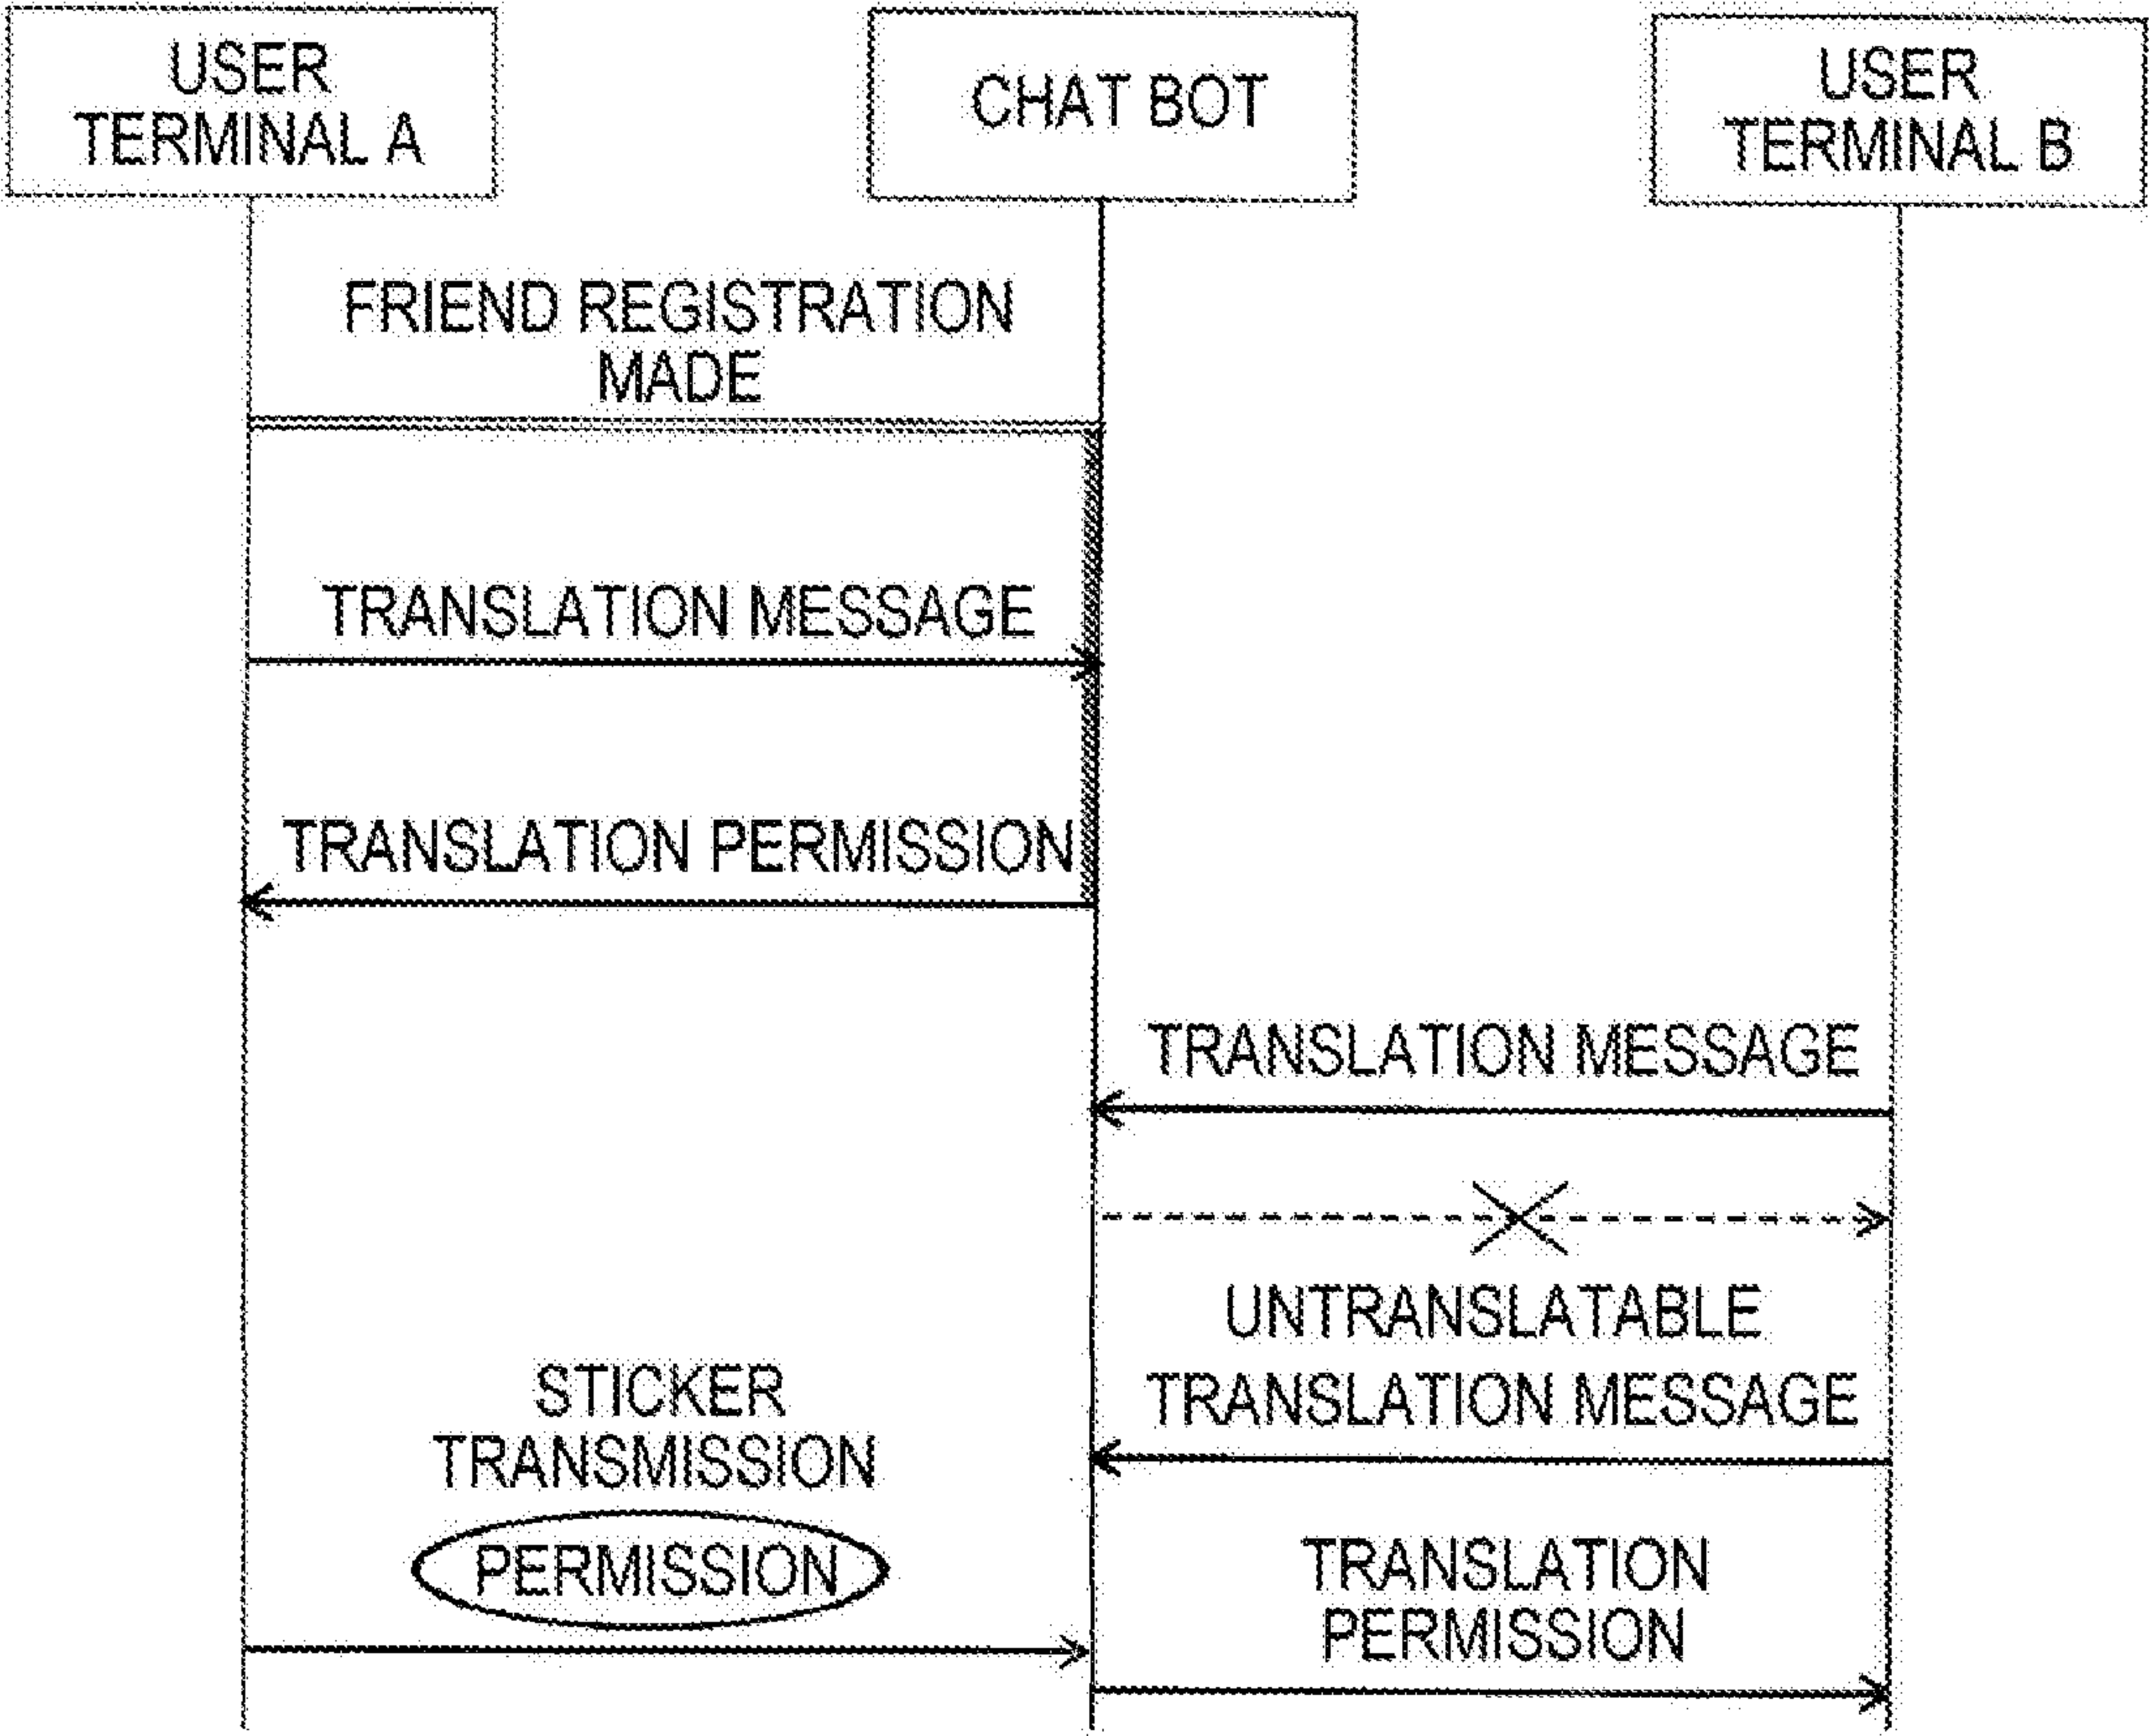 USER
TERMINAL A
CHAT BOT
USER
TERMINAL B
FRIEND REGISTRATION
MADE
TRANSLATION MESSAGE
TRANSLATION PERMISSION
TRANSLATION MESSAGE
UNTRANSLATABLE
TRANSLATION MESSAGE
STICKER
TRANSMISSION
PERMISSION
TRANSLATION
PERMISSION